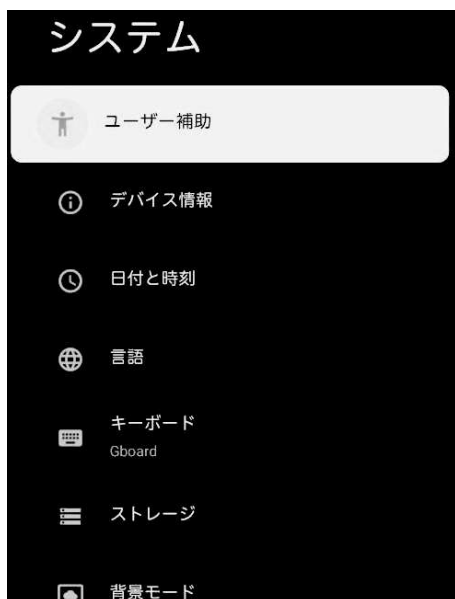 システム
ユーザー補助
デバイス情報
日付と時刻
言語
キーボード
Gboard
ストレージ
背景モード